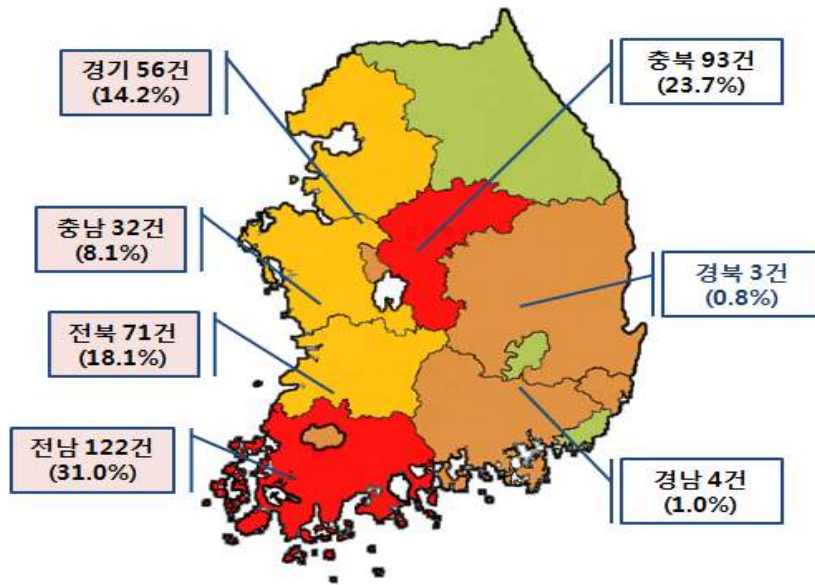 경기 56건
(14.2%)
충북 93건
(23.7%)
충남 32건
(8.1%)
경북 3건
(0.8%)
전북 71건
(18.1%)
전남 122건
(31.0%)
경남 4건
(1.0%)